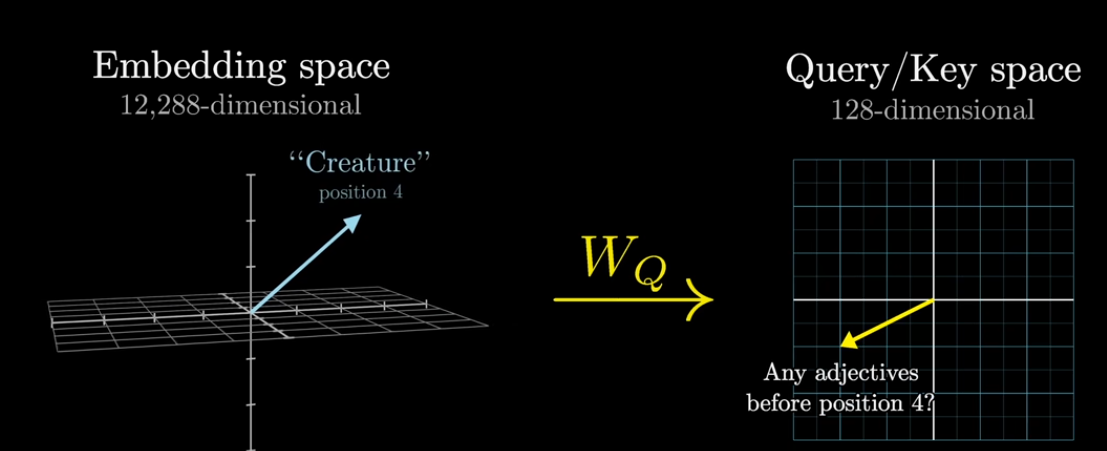 Embedding space
12,288-dimensional
“Creature”
position 4
W_Q
Query/Key space
128-dimensional
Any adjectives
before position 4?